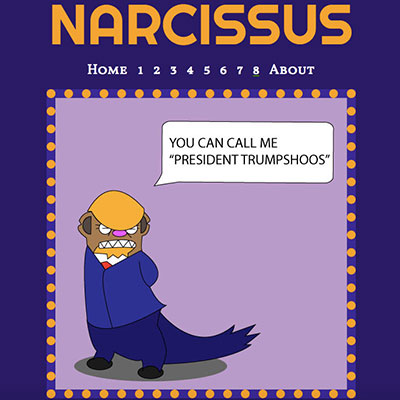 NARCISSUS
HOME 1 2 3 4 5 6 7 8 ABOUT
YOU CAN CALL ME
“PRESIDENT TRUMPSHOOS”